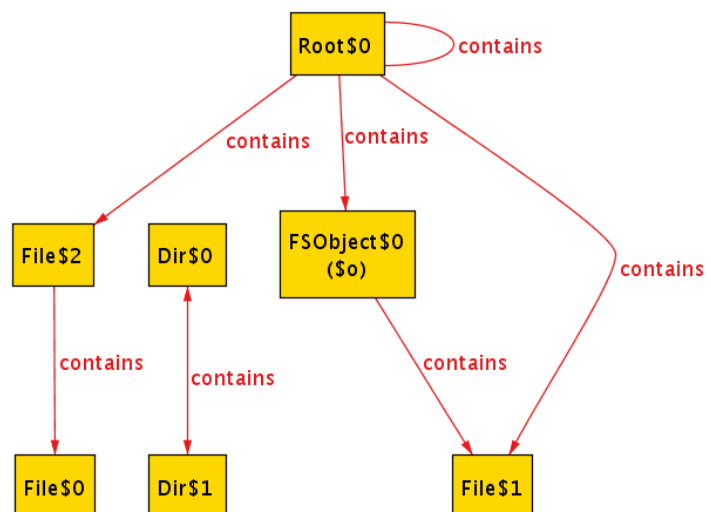 Root$0
contains
contains
contains
File$2
Dir$0
FSObject$0
($o)
contains
contains
contains
contains
File$0
Dir$1
File$1